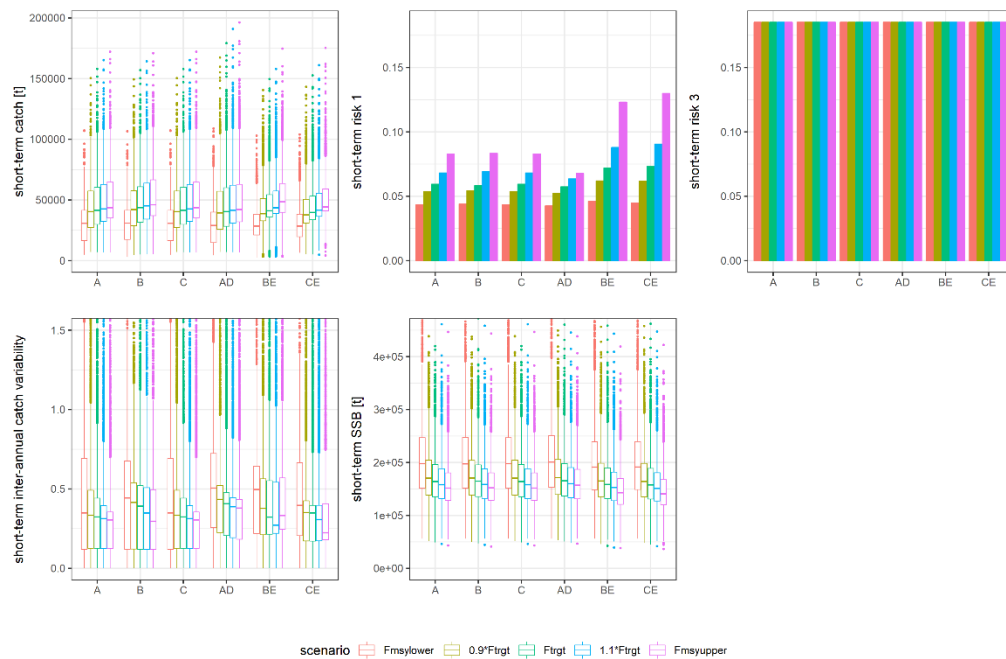 short-term catch [t]
200000
150000
100000
50000
0
A B C AD BE CE
short-term risk 1
0.15
0.10
0.05
0.00
A B C AD BE CE
short-term risk 3
0.15
0.10
0.05
0.00
A B C AD BE CE
short-term inter-annual catch variability
1.5
1.0
0.5
0.0
A B C AD BE CE
short-term SSB [t]
4e+05
3e+05
2e+05
1e+05
0e+00
A B C AD BE CE
scenario Fmsylower 0.9*Ftrgt Ftrgt 1.1*Ftrgt Fmsyupper